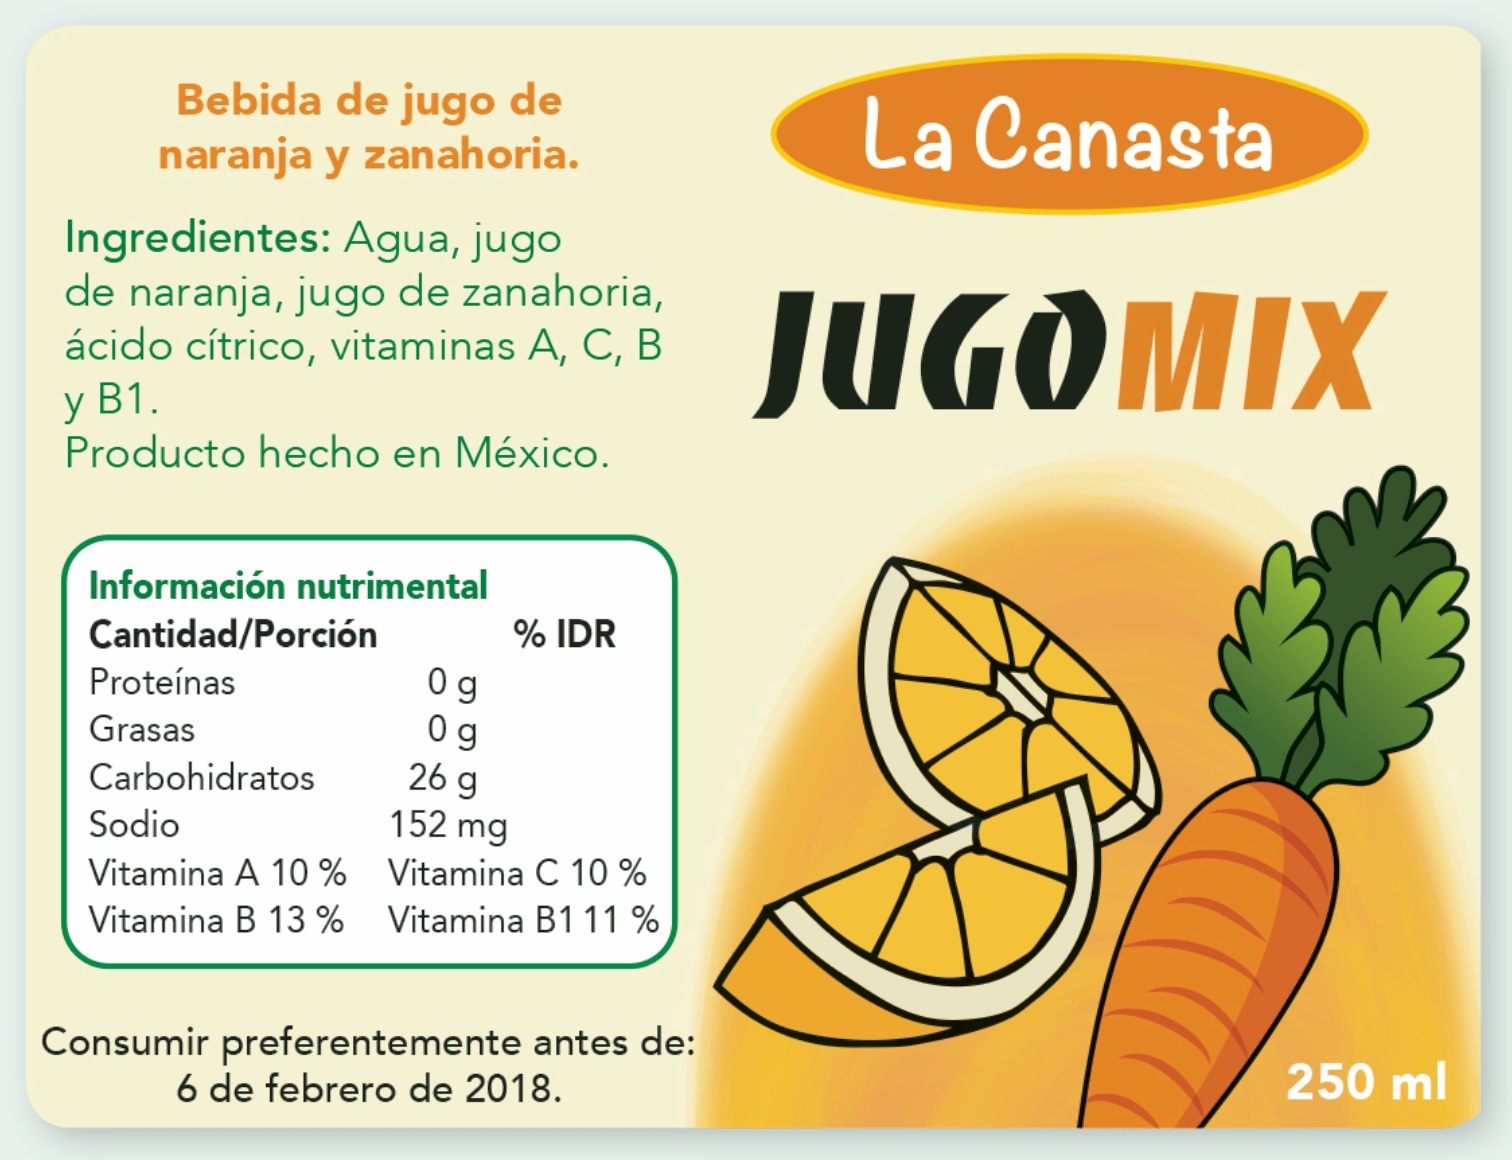 Bebida de jugo de
naranja y zanahoria.
Ingredientes: Agua, jugo
de naranja, jugo de zanahoria,
ácido cítrico, vitaminas A, C, B
y B1.
Producto hecho en México.
Información nutrimental
Cantidad/Porción % IDR
Proteínas 0 g
Grasas 0 g
Carbohidratos 26 g
Sodio 152 mg
Vitamina A 10 % Vitamina C 10 %
Vitamina B 13 % Vitamina B1 11 %
Consumir preferentemente antes de:
6 de febrero de 2018.
La Canasta
JUGOMIX
250 ml